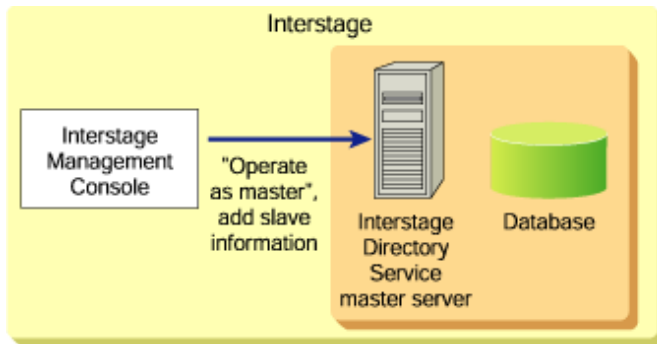 Interstage
Interstage
Management
Console
"Operate
as master",
add slave
information
Interstage
Directory
Service
master server
Database